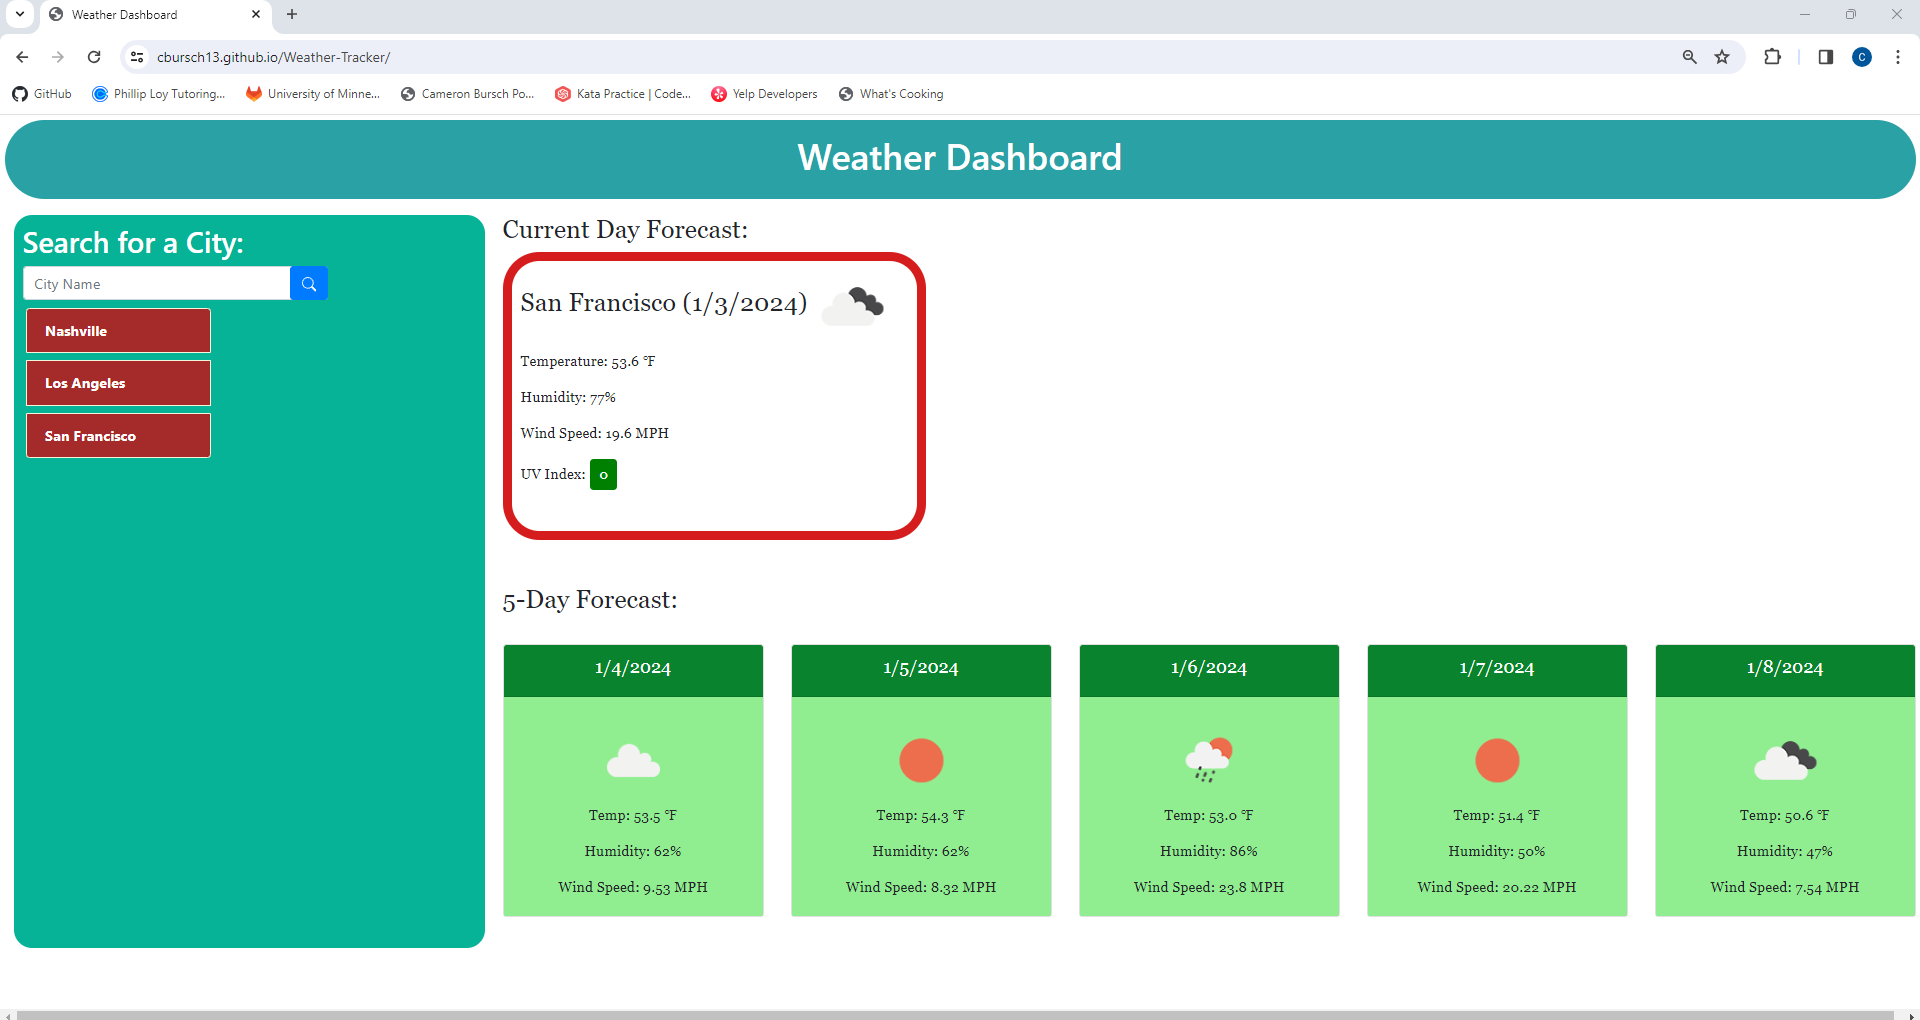 Weather Dashboard
cbursch13.github.io/Weather-Tracker/
C
GitHub
Phillip Loy Tutoring...
University of Minne...
Cameron Bursch Po...
Kata Practice | Code...
Yelp Developers
What's Cooking
Weather Dashboard
Search for a City:
City Name
Nashville
Los Angeles
San Francisco
Current Day Forecast:
San Francisco (1/3/2024)
Temperature: 53.6 °F
Humidity: 77%
Wind Speed: 19.6 MPH
UV Index: 0
5-Day Forecast:
1/4/2024
Temp: 53.5 °F
Humidity: 62%
Wind Speed: 9.53 MPH
1/5/2024
Temp: 54.3 °F
Humidity: 62%
Wind Speed: 8.32 MPH
1/6/2024
Temp: 53.0 °F
Humidity: 86%
Wind Speed: 23.8 MPH
1/7/2024
Temp: 51.4 °F
Humidity: 50%
Wind Speed: 20.22 MPH
1/8/2024
Temp: 50.6 °F
Humidity: 47%
Wind Speed: 7.54 MPH